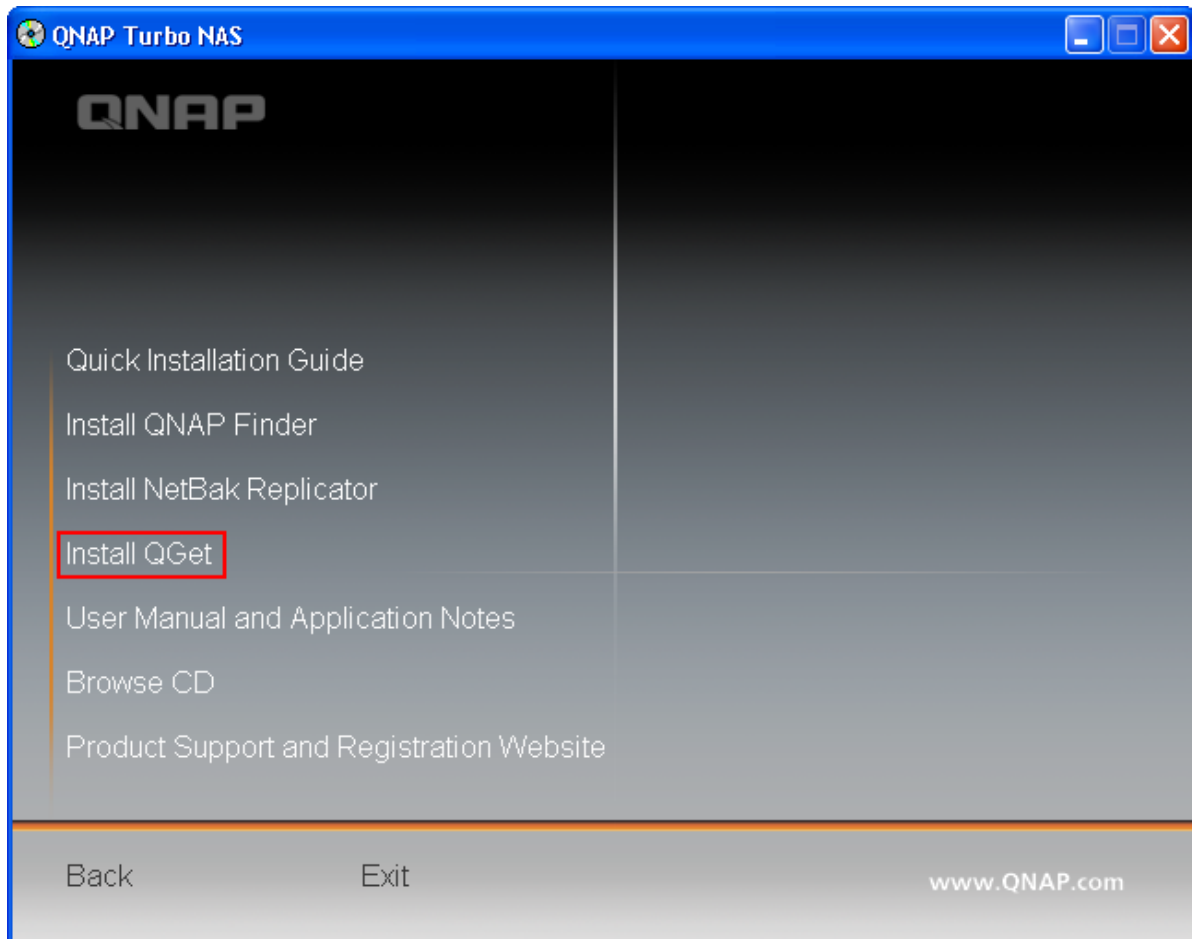 QNAP Turbo NAS
QNAP
Quick Installation Guide
Install QNAP Finder
Install NetBak Replicator
Install QGet
User Manual and Application Notes
Browse CD
Product Support and Registration Website
Back Exit www.QNAP.com